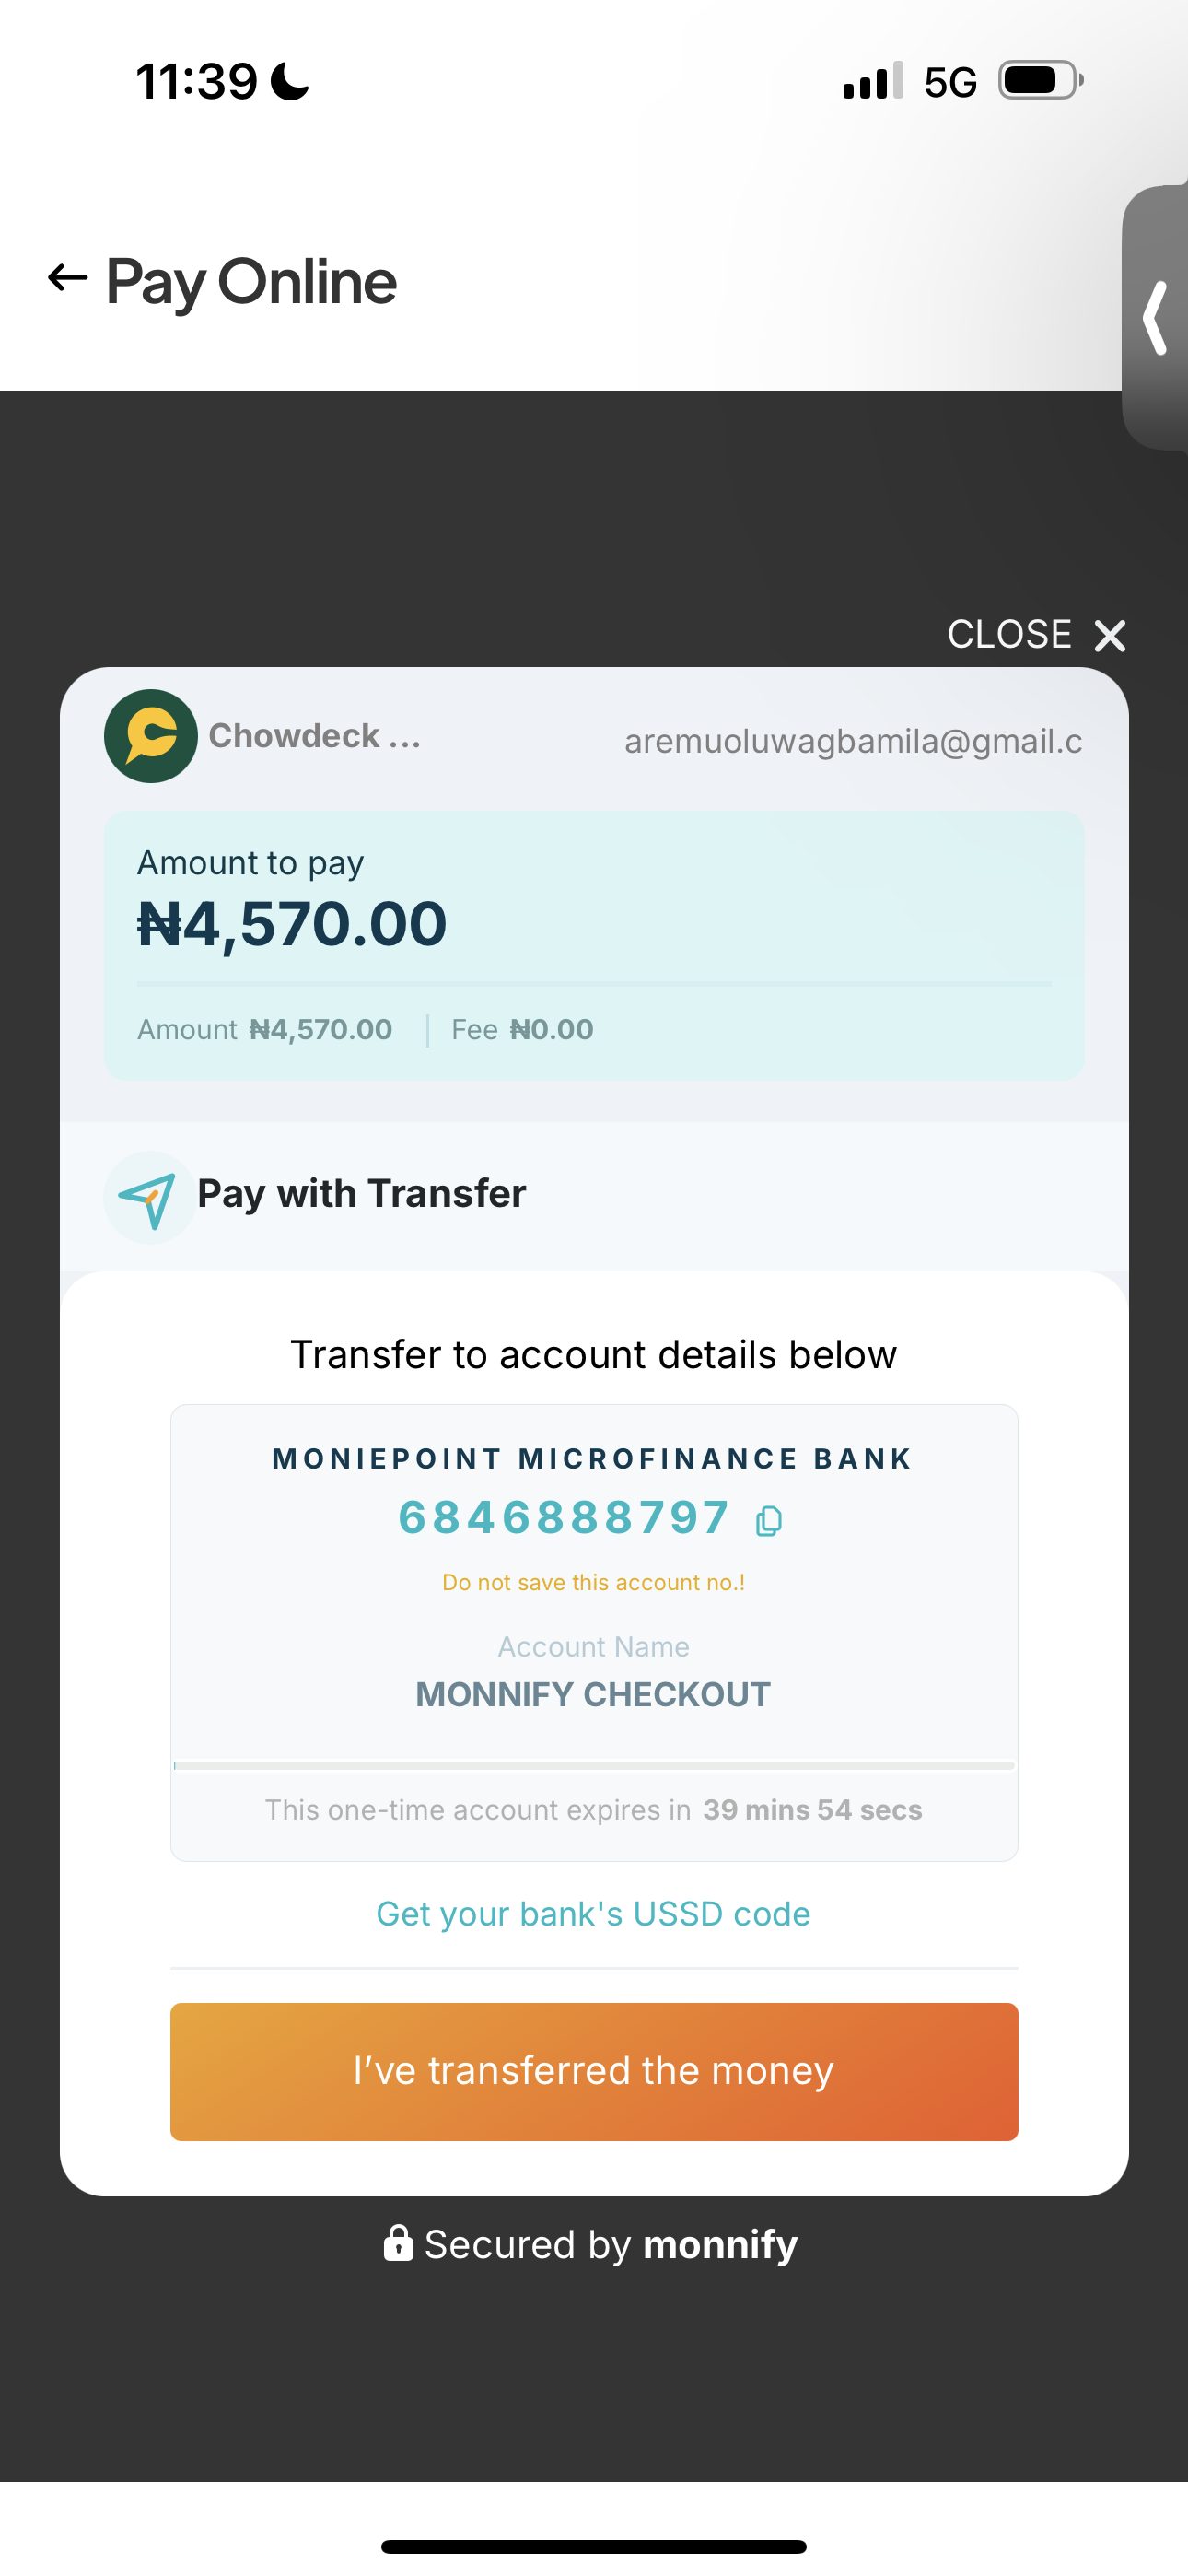 11:39
5G
Pay Online
CLOSE
Chowdeck ...
aremuoluwagbamila@gmail.c
Amount to pay
₦4,570.00
Amount ₦4,570.00 | Fee ₦0.00
Pay with Transfer
Transfer to account details below
MONIEPOINT MICROFINANCE BANK
6846888797
Do not save this account no.!
Account Name
MONNIFY CHECKOUT
This one-time account expires in 39 mins 54 secs
Get your bank's USSD code
I’ve transferred the money
Secured by monnify